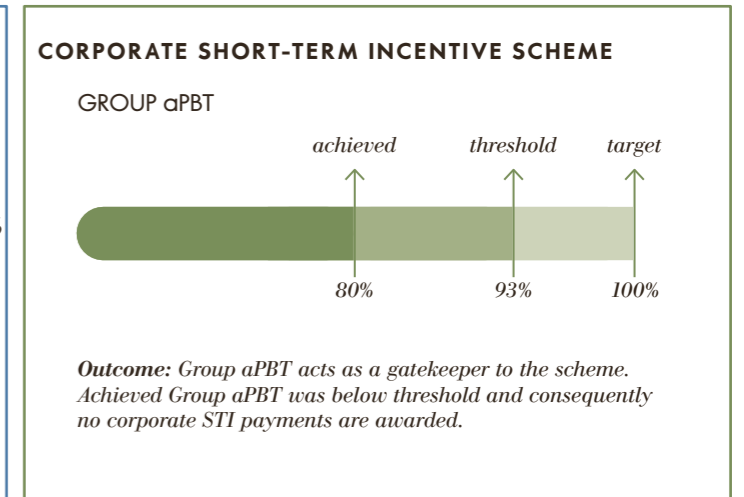 CORPORATE SHORT-TERM INCENTIVE SCHEME
GROUP aPBT
achieved threshold target
80% 93% 100%
Outcome: Group aPBT acts as a gatekeeper to the scheme.
Achieved Group aPBT was below threshold and consequently
no corporate STI payments are awarded.